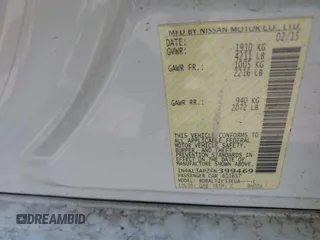 MFD BY NISSAN MOTOR CO., LTD.
DATE: 02/15
GVWR: 1910 KG
4211 LB
GAWR FR.: 1005 KG
2216 LB
GAWR RR.: 940 KG
2072 LB
THIS VEHICLE CONFORMS TO ALL
APPLICABLE FEDERAL MOTOR
VEHICLE SAFETY, BUMPER,
AND THEFT PREVENTION
STANDARDS IN EFFECT ON THE
DATE OF MANUFACTURE
SHOWN ABOVE.
399469
PASSENGER CAR
MODEL:
DREAMBID